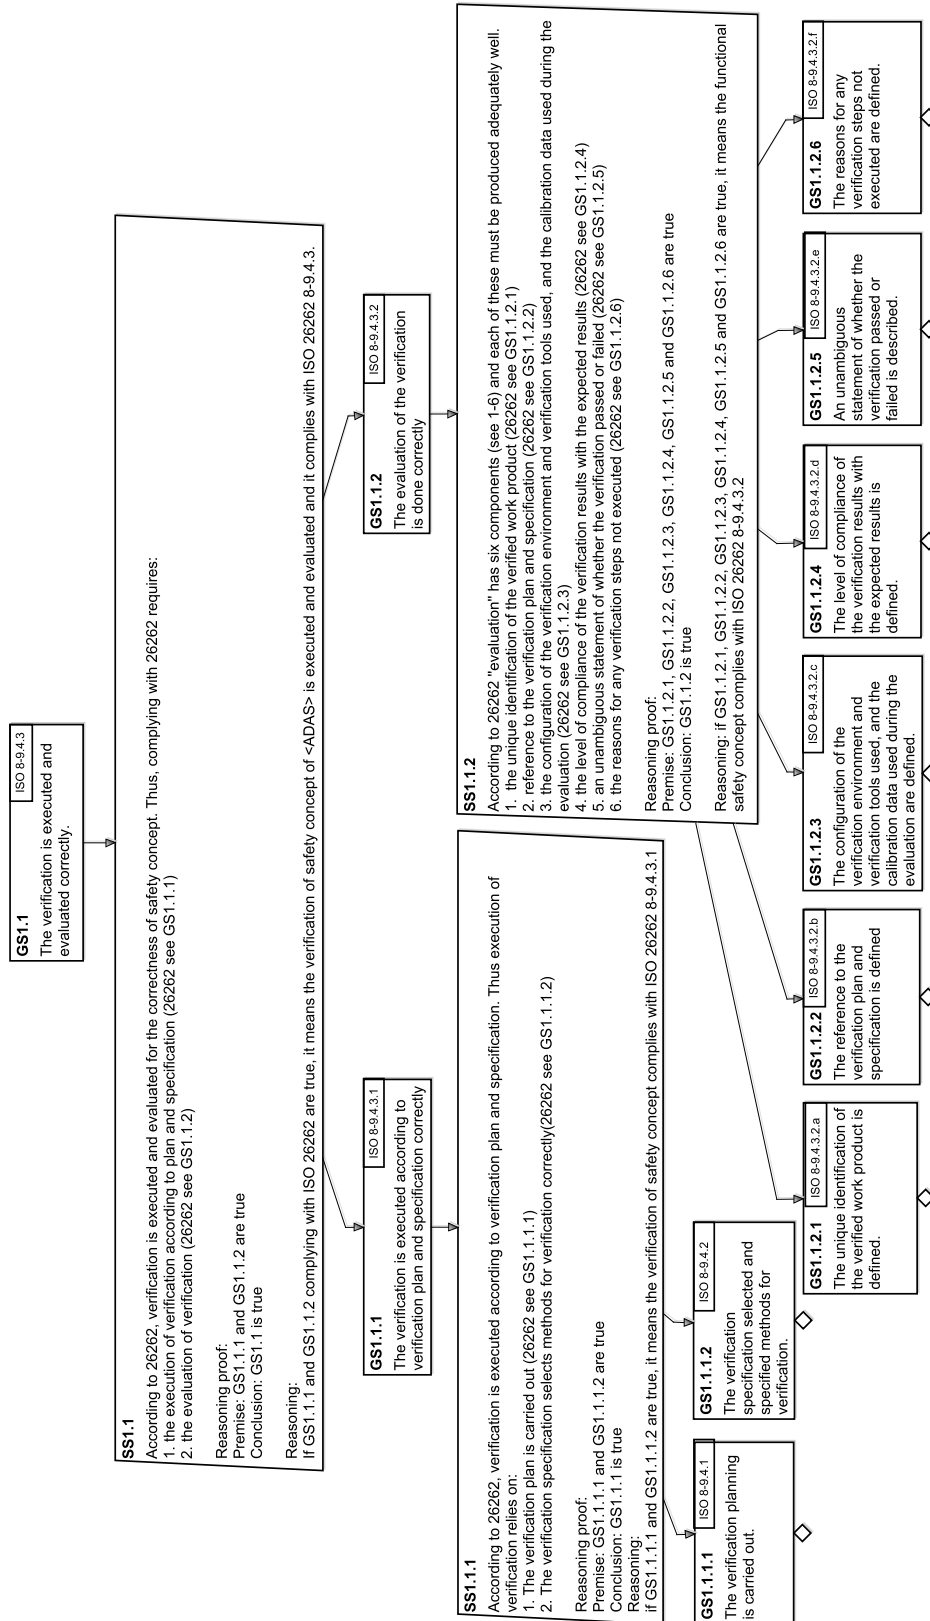 GS1.1
ISO 8-9.4.3
The verification is executed and
evaluated correctly.
SS1.1
According to 26262, verification is executed and evaluated for the correctness of safety concept. Thus, complying with 26262 requires:
1. the execution of verification according to plan and specification (26262 see GS1.1.1)
2. the evaluation of verification (26262 see GS1.1.2)
Reasoning proof:
Premise: GS1.1.1 and GS1.1.2 are true
Conclusion: GS1.1 is true
Reasoning:
If GS1.1.1 and GS1.1.2 complying with ISO 26262 are true, it means the verification of safety concept of <ADAS> is executed and evaluated and it complies with ISO 26262 8-9.4.3.
GS1.1.1
ISO 8-9.4.3.1
The verification is executed according to
verification plan and specification correctly
GS1.1.2
ISO 8-9.4.3.2
The evaluation of the verification
is done correctly
SS1.1.1
According to 26262, verification is executed according to verification plan and specification. Thus execution of
verification relies on:
1. The verification plan is carried out (26262 see GS1.1.1.1)
2. The verification specification selects methods for verification correctly(26262 see GS1.1.1.2)
Reasoning proof:
Premise: GS1.1.1.1 and GS1.1.1.2 are true
Conclusion: GS1.1.1 is true
Reasoning:
if GS1.1.1.1 and GS1.1.1.2 are true, it means the verification of safety concept complies with ISO 26262 8-9.4.3.1
SS1.1.2
According to 26262 "evaluation" has six components (see 1-6) and each of these must be produced adequately well.
1. the unique identification of the verified work product (26262 see GS1.1.2.1)
2. reference to the verification plan and specification (26262 see GS1.1.2.2)
3. the configuration of the verification environment and verification tools used, and the calibration data used during the
evaluation (26262 see GS1.1.2.3)
4. the level of compliance of the verification results with the expected results (26262 see GS1.1.2.4)
5. an unambiguous statement of whether the verification passed or failed (26262 see GS1.1.2.5)
6. the reasons for any verification steps not executed (26262 see GS1.1.2.6)
Reasoning proof:
Premise: GS1.1.2.1, GS1.1.2.2, GS1.1.2.3, GS1.1.2.4, GS1.1.2.5 and GS1.1.2.6 are true
Conclusion: GS1.1.2 is true
Reasoning: if GS1.1.2.1, GS1.1.2.2, GS1.1.2.3, GS1.1.2.4, GS1.1.2.5 and GS1.1.2.6 are true, it means the functional
safety concept complies with ISO 26262 8-9.4.3.2
GS1.1.1.1
ISO 8-9.4.1
The verification planning
is carried out.
GS1.1.1.2
ISO 8-9.4.2
The verification
specification selected and
specified methods for
verification.
GS1.1.2.1
ISO 8-9.4.3.2.a
The unique identification of
the verified work product is
defined.
GS1.1.2.2
ISO 8-9.4.3.2.b
The reference to the
verification plan and
specification is defined
GS1.1.2.3
ISO 8-9.4.3.2.c
The configuration of the
verification environment and
verification tools used, and the
calibration data used during the
evaluation are defined.
GS1.1.2.4
ISO 8-9.4.3.2.d
The level of compliance of
the verification results with
the expected results is
defined.
GS1.1.2.5
ISO 8-9.4.3.2.e
An unambiguous
statement of whether the
verification passed or
failed is described.
GS1.1.2.6
ISO 8-9.4.3.2.f
The reasons for any
verification steps not
executed are defined.